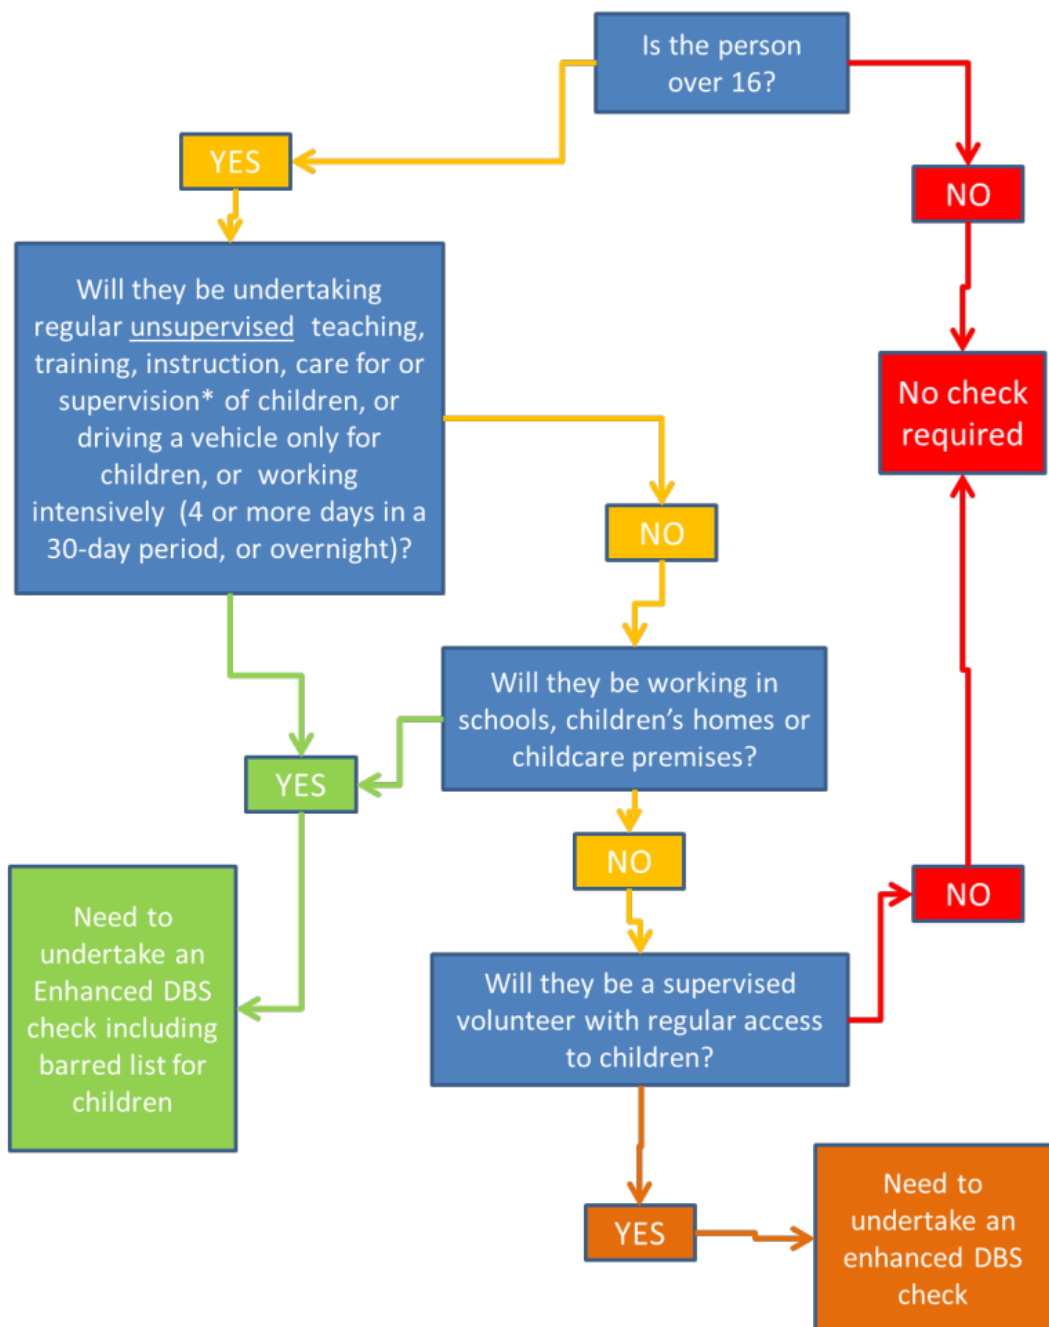 Is the person
over 16?
YES
NO
Will they be undertaking
regular unsupervised teaching,
training, instruction, care for or
supervision* of children, or
driving a vehicle only for
children, or working
intensively (4 or more days in a
30-day period, or overnight)?
No check
required
NO
Will they be working in
schools, children's homes or
childcare premises?
YES
NO
Need to
undertake an
Enhanced DBS
check including
barred list for
children
NO
Will they be a supervised
volunteer with regular access
to children?
YES
Need to
undertake an
enhanced DBS
check